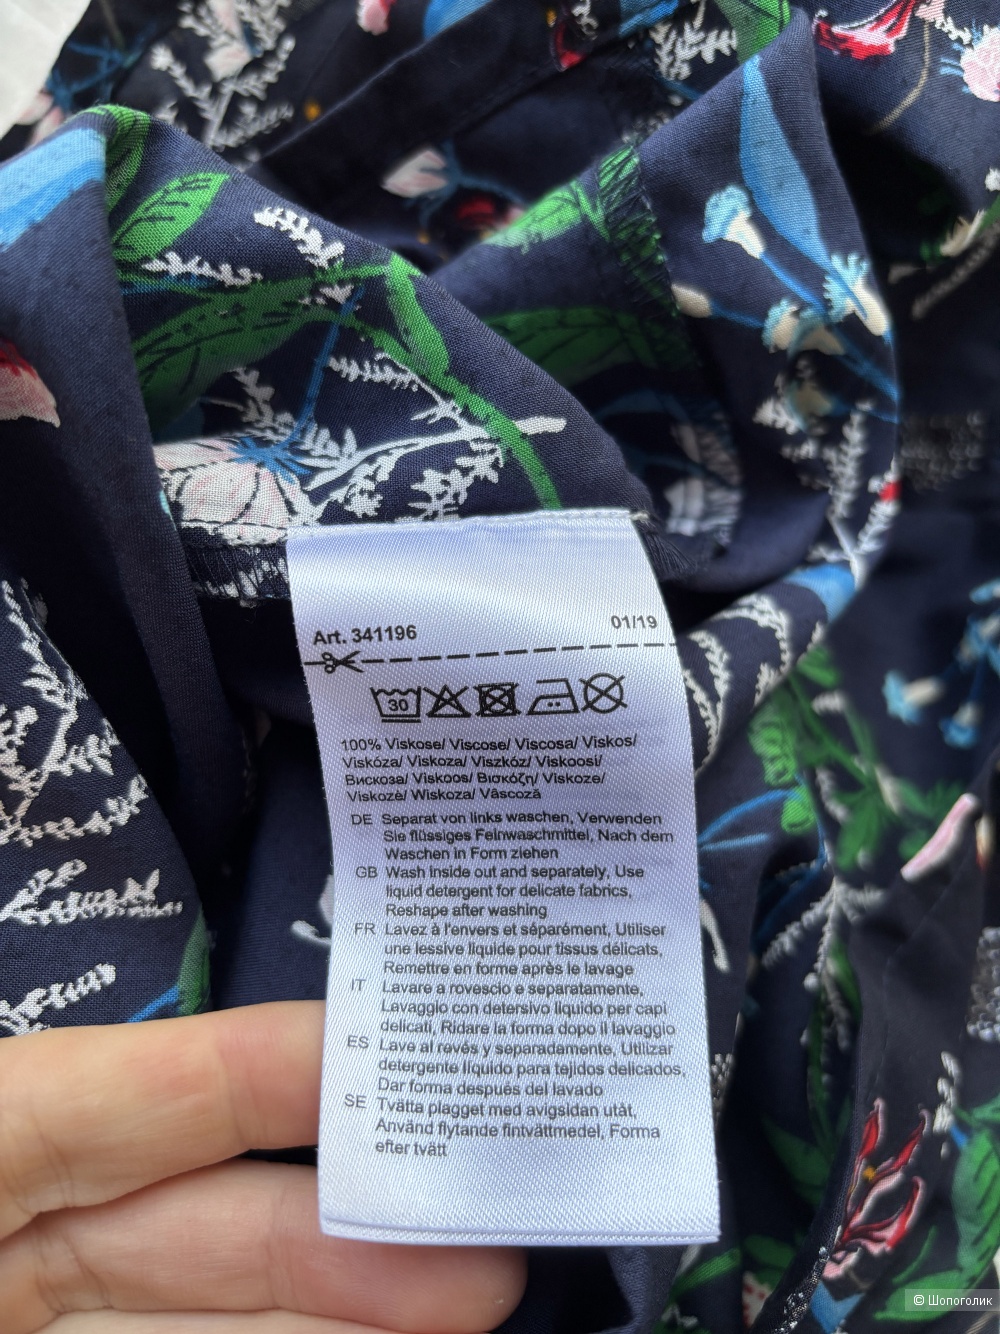 Art. 341196
01/19
30
100% Viskose/ Viscose/ Viscosa/ Viskos/
Viskóza/ Viskoza/ Viszkóz/ Viskoosi/
Вискоза/ Viskoos/ Βισκόζη/ Viskoze/
Viskozė/ Wiskoza/ Vâscoză
DE Separat von links waschen, Verwenden
Sie flüssiges Feinwaschmittel, Nach dem
Waschen in Form ziehen
GB Wash inside out and separately, Use
liquid detergent for delicate fabrics,
Reshape after washing
FR Lavez à l'envers et séparément, Utiliser
une lessive liquide pour tissus délicats,
Remettre en forme après le lavage
IT Lavare a rovescio e separatamente,
Lavaggio con detersivo liquido per capi
delicati, Ridare la forma dopo il lavaggio
ES Lave al revés y separadamente, Utilizar
detergente líquido para tejidos delicados,
Dar forma después del lavado
SE Tvätta plagget med avigsidan utåt,
Använd flytande fintvättmedel, Forma
efter tvätt
© Шопоголик